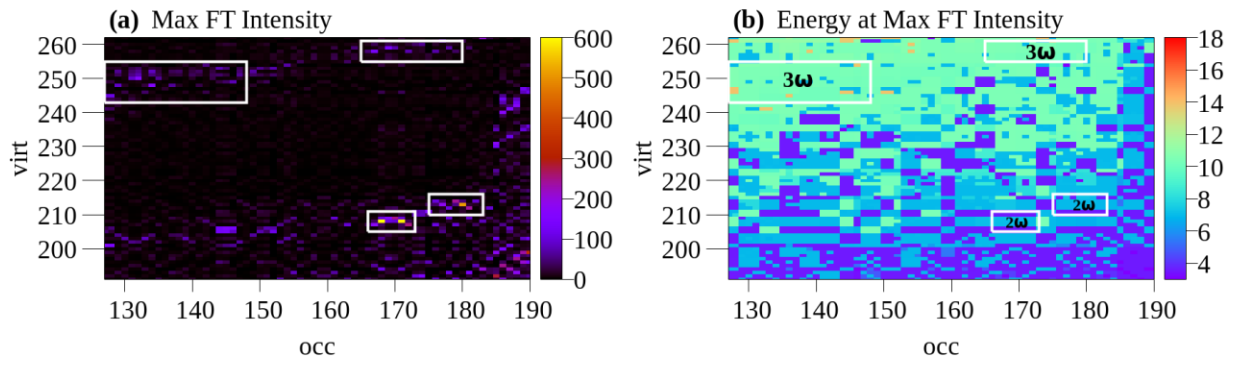 (a) Max FT Intensity
260
250
240
230
220
210
200
virt
130 140 150 160 170 180 190
occ
600
500
400
300
200
100
0
(b) Energy at Max FT Intensity
260
250
240
230
220
210
200
virt
3ω
3ω
2ω
2ω
130 140 150 160 170 180 190
occ
18
16
14
12
10
8
6
4